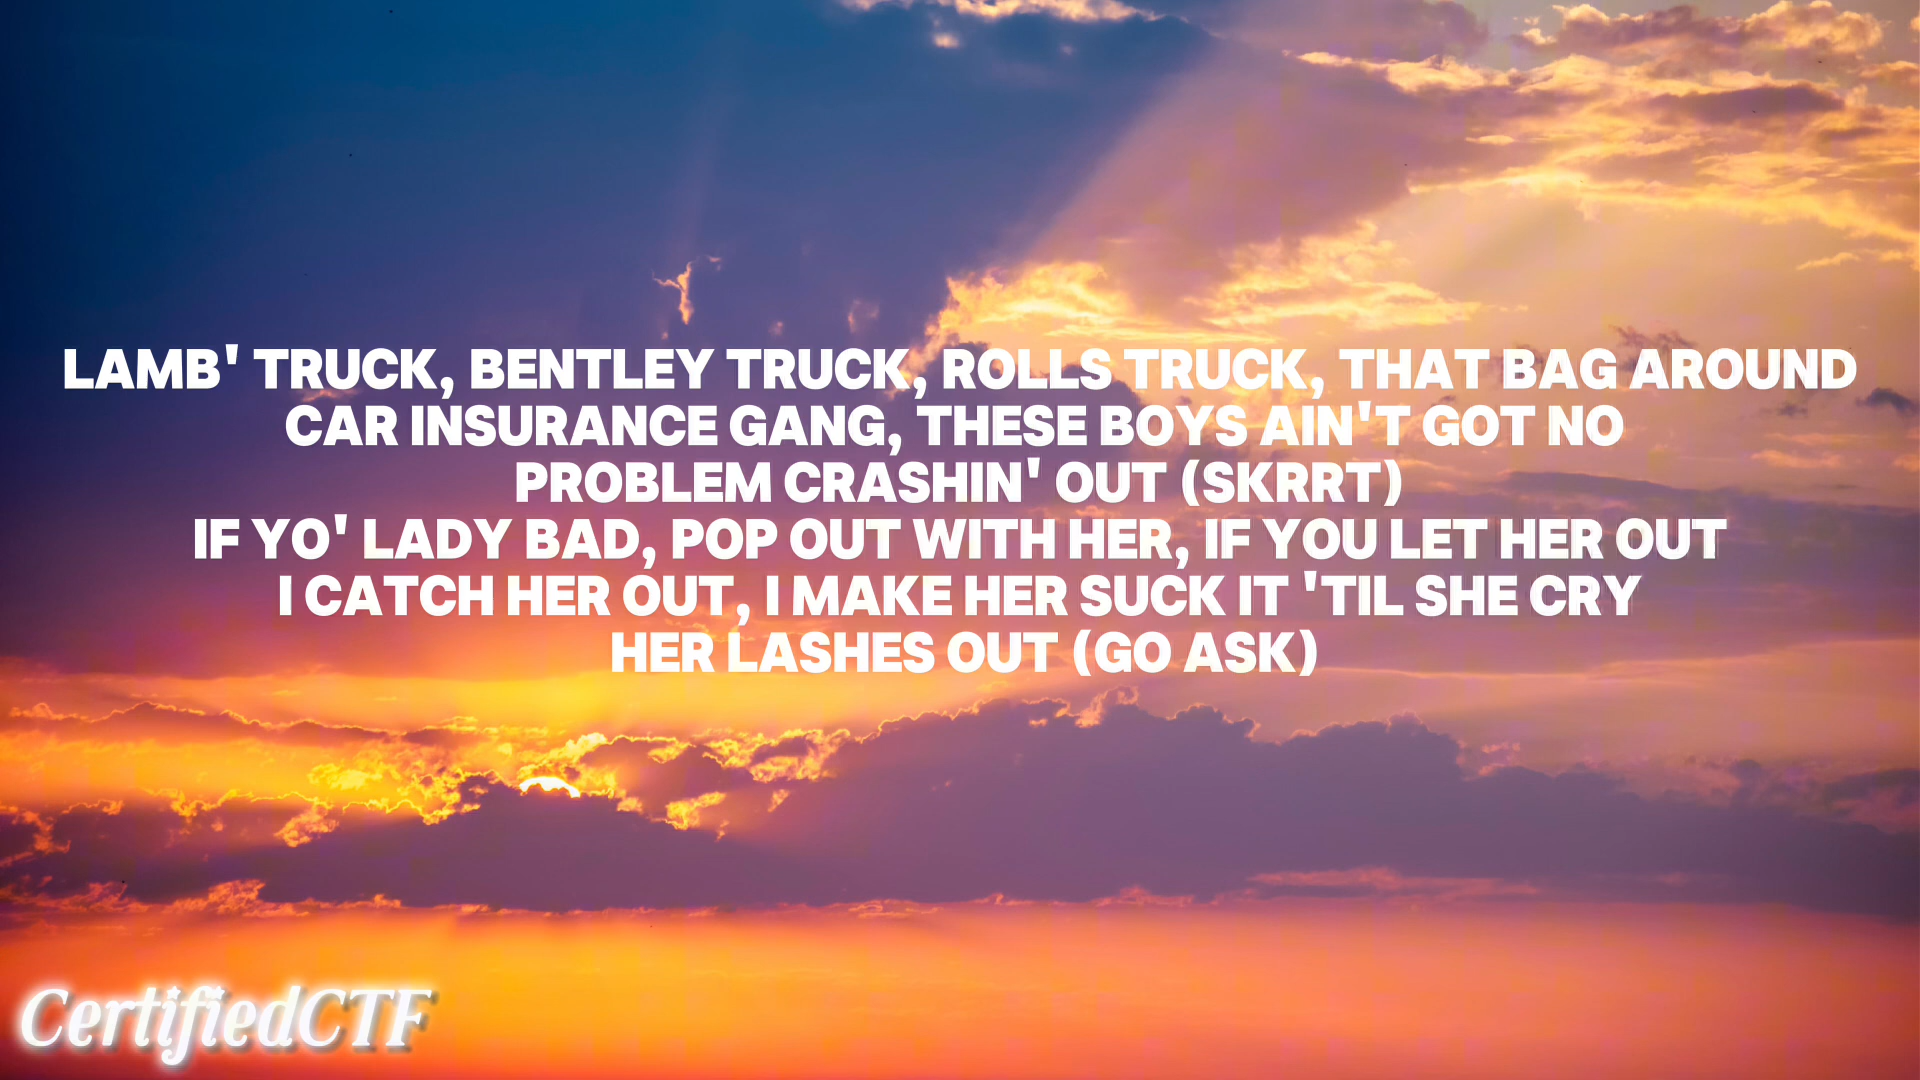 LAMB' TRUCK, BENTLEY TRUCK, ROLLS TRUCK, THAT BAG AROUND
CAR INSURANCE GANG, THESE BOYS AIN'T GOT NO
PROBLEM CRASHIN' OUT (SKRRT)
IF YO' LADY BAD, POP OUT WITH HER, IF YOU LET HER OUT
I CATCH HER OUT, I MAKE HER SUCK IT 'TIL SHE CRY
HER LASHES OUT (GO ASK)
CertifiedCTF